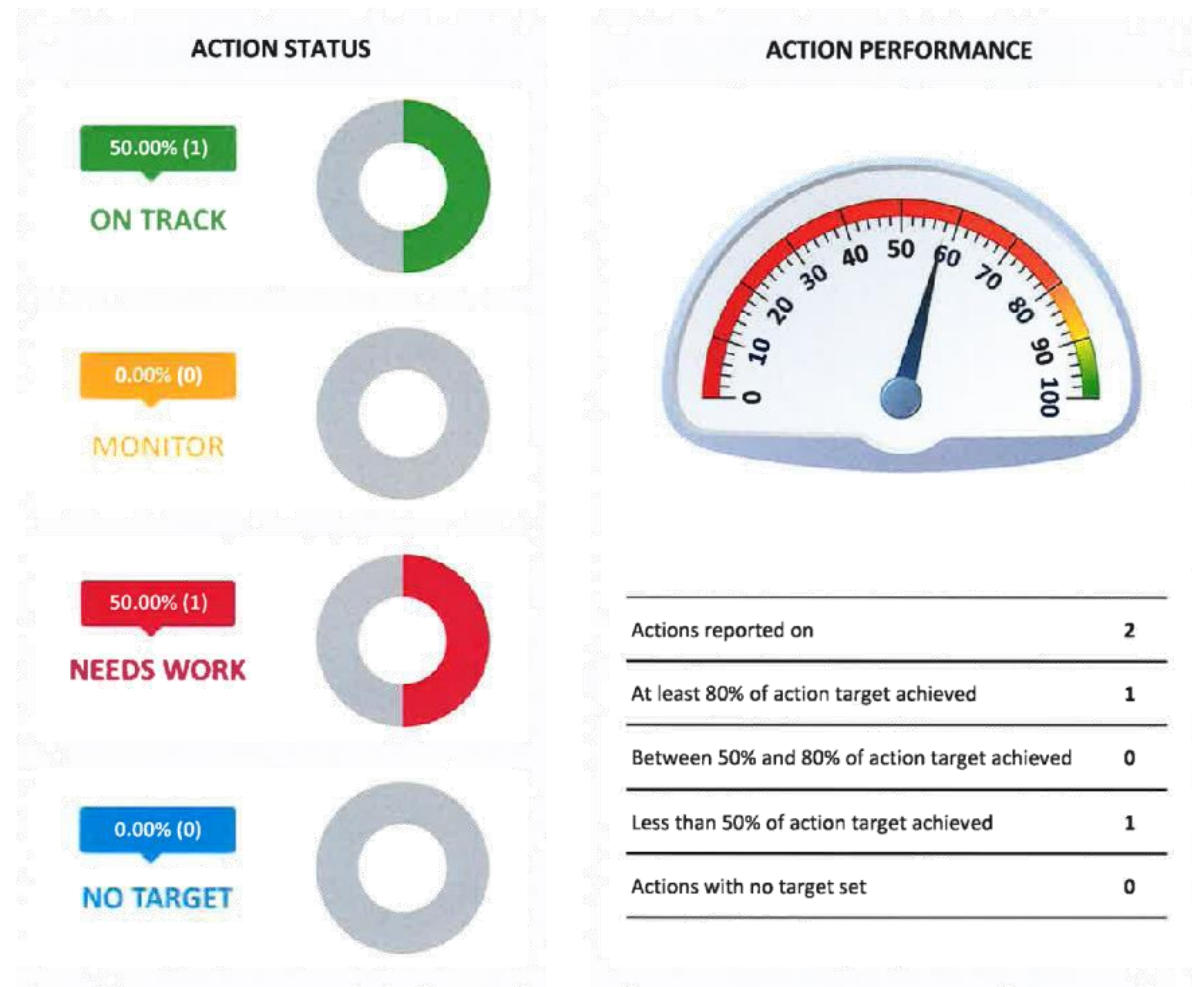 ACTION STATUS
50.00% (1)
ON TRACK
0.00% (0)
MONITOR
50.00% (1)
NEEDS WORK
0.00% (0)
NO TARGET
ACTION PERFORMANCE
0 10 20 30 40 50 60 70 80 90 100
Actions reported on 2
At least 80% of action target achieved 1
Between 50% and 80% of action target achieved 0
Less than 50% of action target achieved 1
Actions with no target set 0